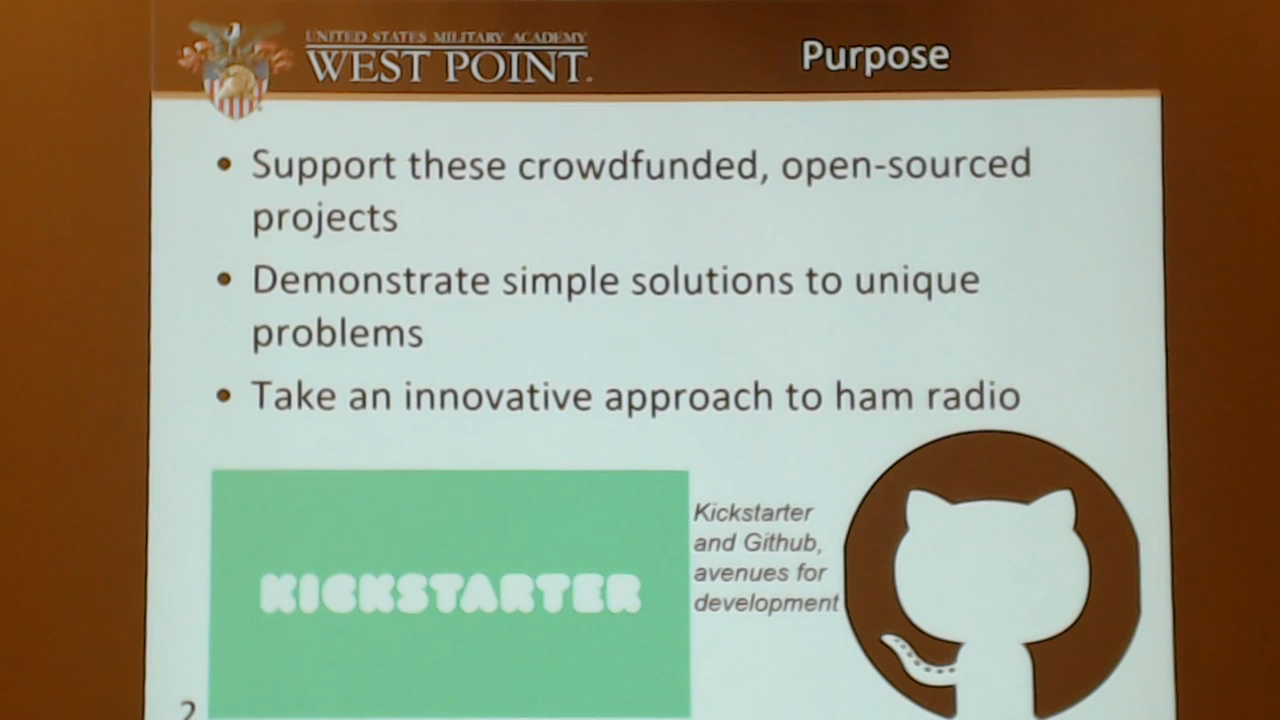 UNITED STATES MILITARY ACADEMY
WEST POINT.
Purpose
• Support these crowdfunded, open-sourced
projects
• Demonstrate simple solutions to unique
problems
• Take an innovative approach to ham radio
KICKSTARTER
Kickstarter
and Github,
avenues for
development
2